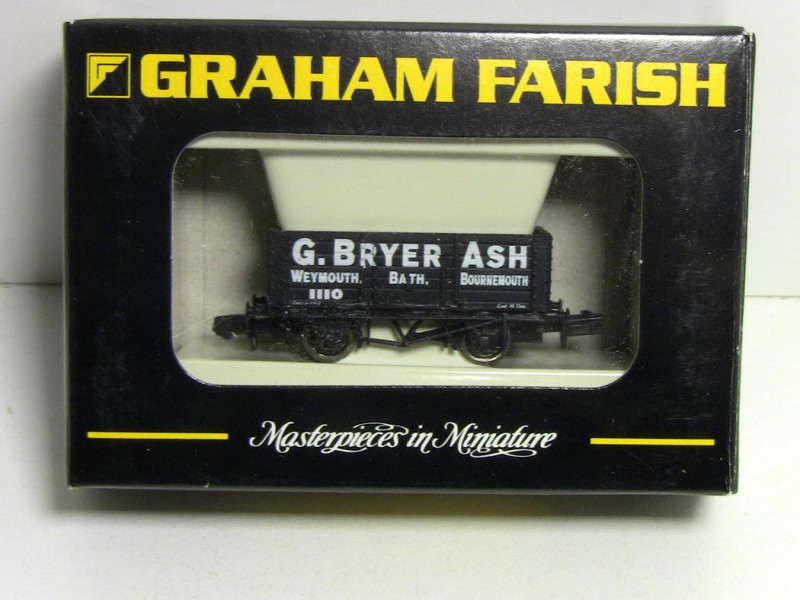 GRAHAM FARISH
G. BRYER ASH
WEYMOUTH, BATH, BOURNEMOUTH
1110
Masterpieces in Miniature